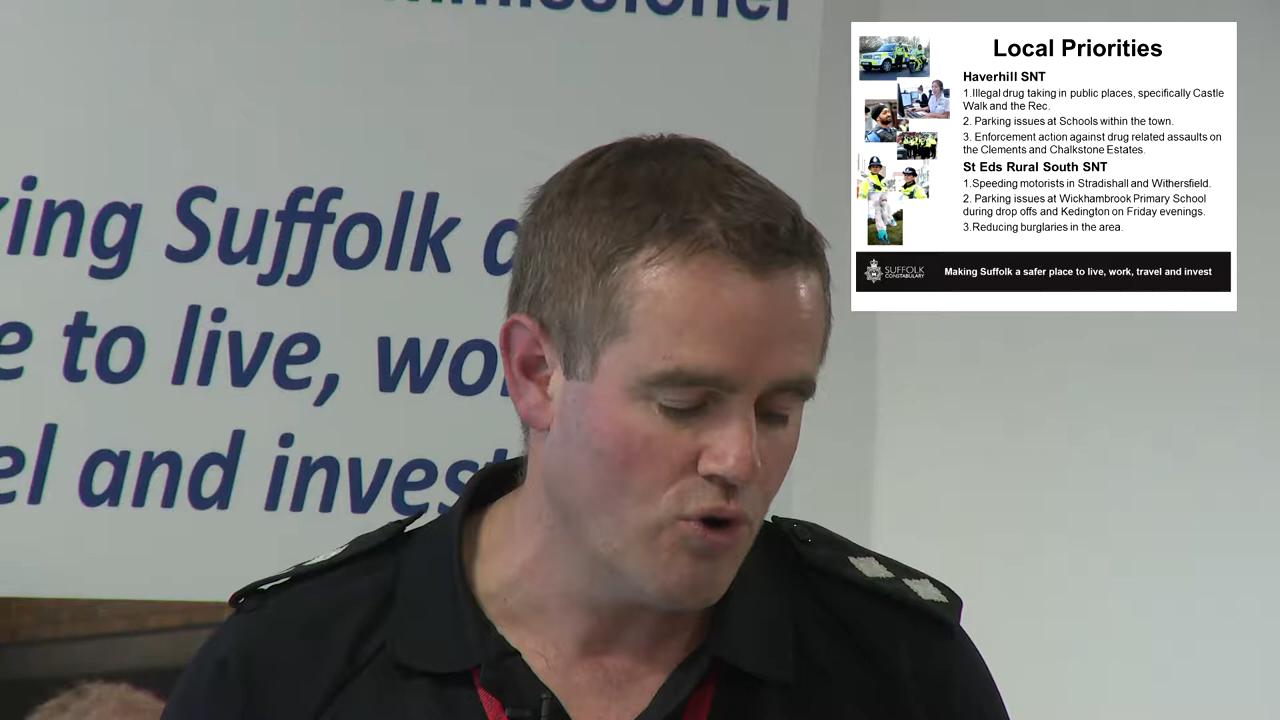 king Suffolk a
e to live, wo
el and invest
Local Priorities
Haverhill SNT
1.Illegal drug taking in public places, specifically Castle
Walk and the Rec.
2. Parking issues at Schools within the town.
3. Enforcement action against drug related assaults on
the Clements and Chalkstone Estates.
St Eds Rural South SNT
1.Speeding motorists in Stradishall and Withersfield.
2. Parking issues at Wickhambrook Primary School
during drop offs and Kedington on Friday evenings.
3.Reducing burglaries in the area.
SUFFOLK
CONSTABULARY
Making Suffolk a safer place to live, work, travel and invest